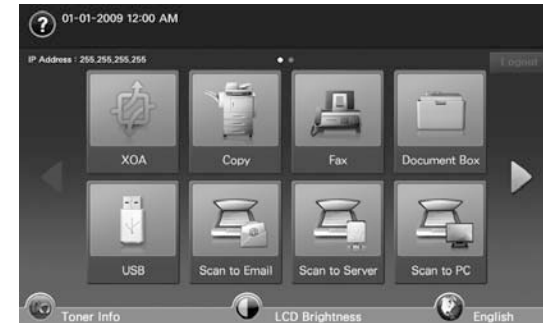 ? 01-01-2009 12:00 AM
IP Address : 255,255,255,255
Logout
XOA Copy Fax Document Box
USB Scan to Email Scan to Server Scan to PC
Toner Info LCD Brightness English